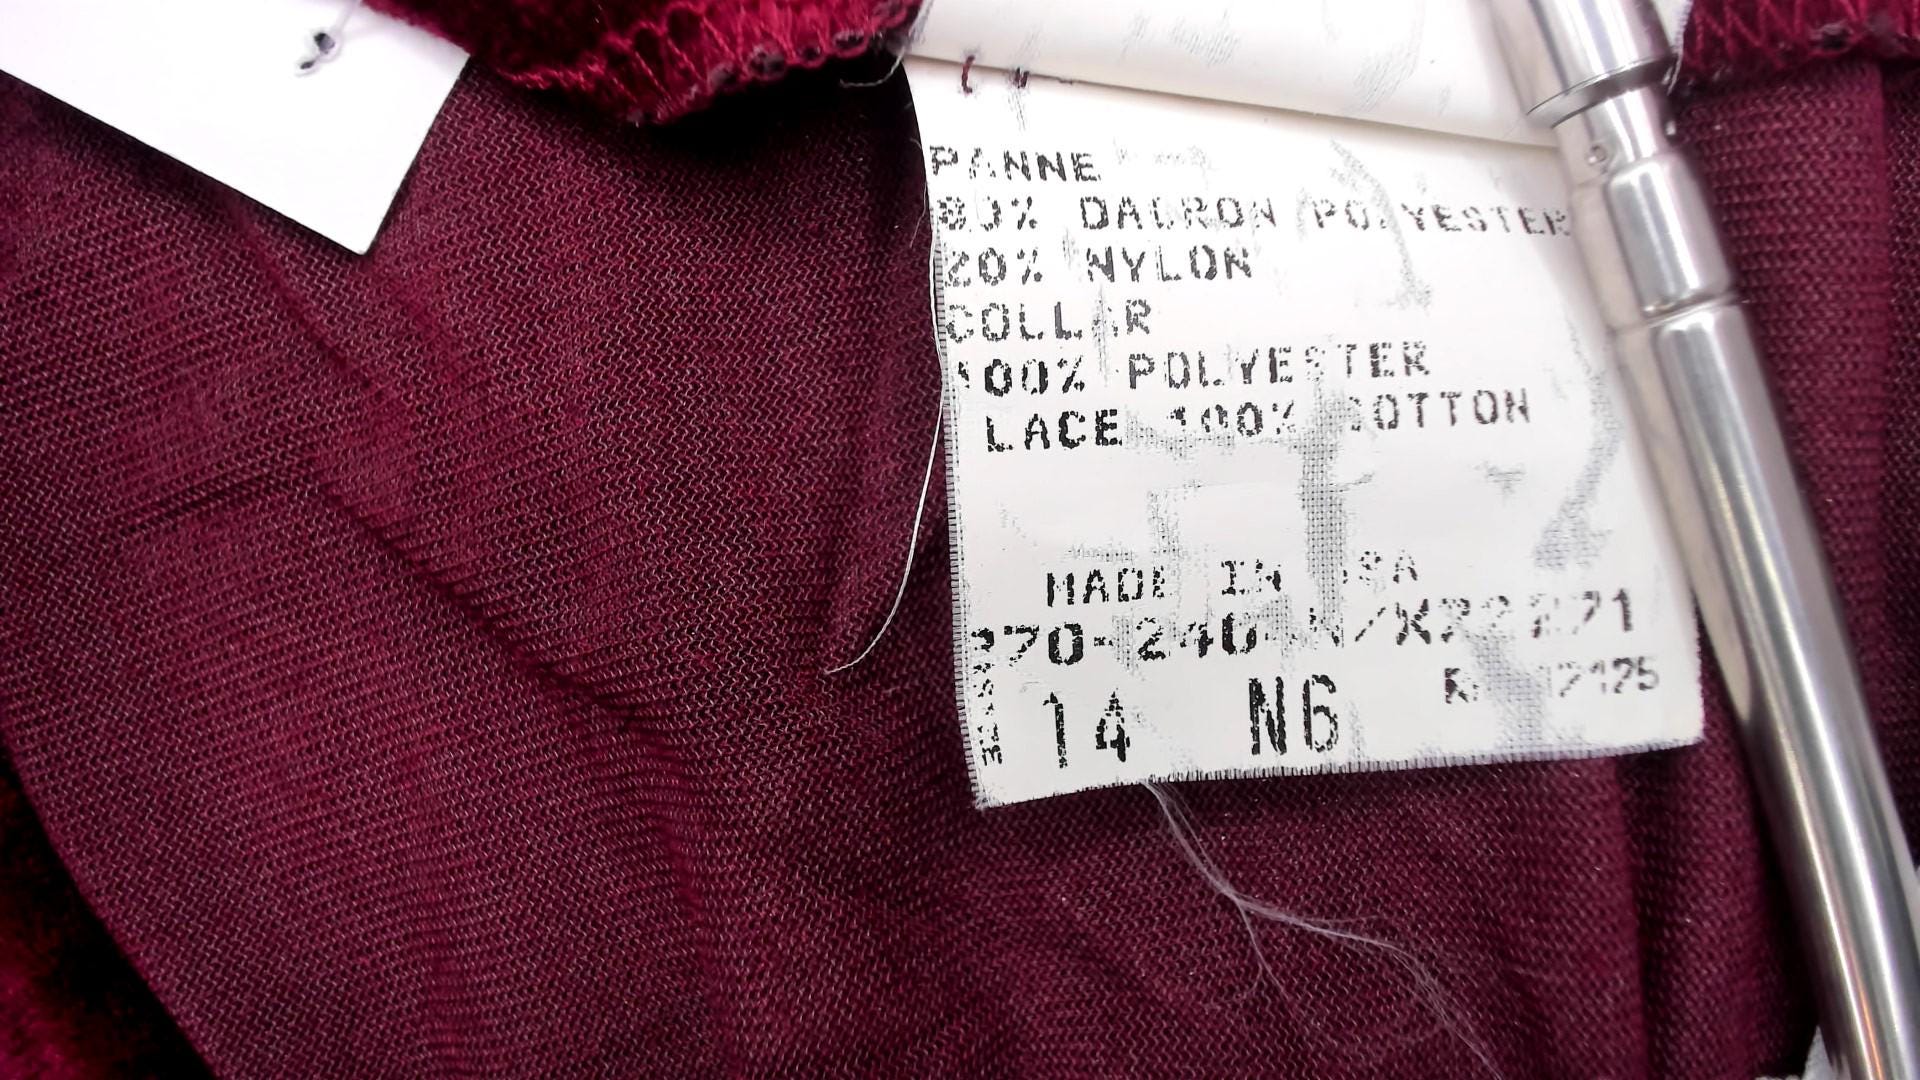 PANNE
80% DACRON POLYESTER
20% NYLON
COLLAR
100% POLYESTER
LACE 100% COTTON
MADE IN USA
14 N6